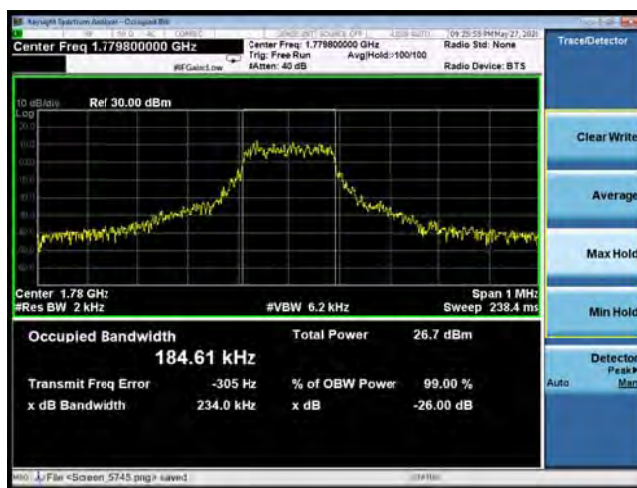 Keysight Spectrum Analyzer - Occupied BW
09:25:55 PM May 27, 2021
Center Freq 1.779800000 GHz
Center Freq: 1.779800000 GHz
Radio Std: None
Trace/Detector
Trig: Free Run
Avg|Hold:>100/100
#IFGain:Low
#Atten: 40 dB
Radio Device: BTS
10 dB/div
Ref 30.00 dBm
Log
Clear Write
Average
Max Hold
Min Hold
Center 1.78 GHz
Span 1 MHz
#Res BW 2 kHz
#VBW 6.2 kHz
Sweep 238.4 ms
Occupied Bandwidth
Total Power
26.7 dBm
184.61 kHz
Transmit Freq Error
-305 Hz
% of OBW Power
99.00 %
x dB Bandwidth
234.0 kHz
x dB
-26.00 dB
Detector
Peak
Auto
Man
MSG
File <Screen_5745.png> saved
STATUS